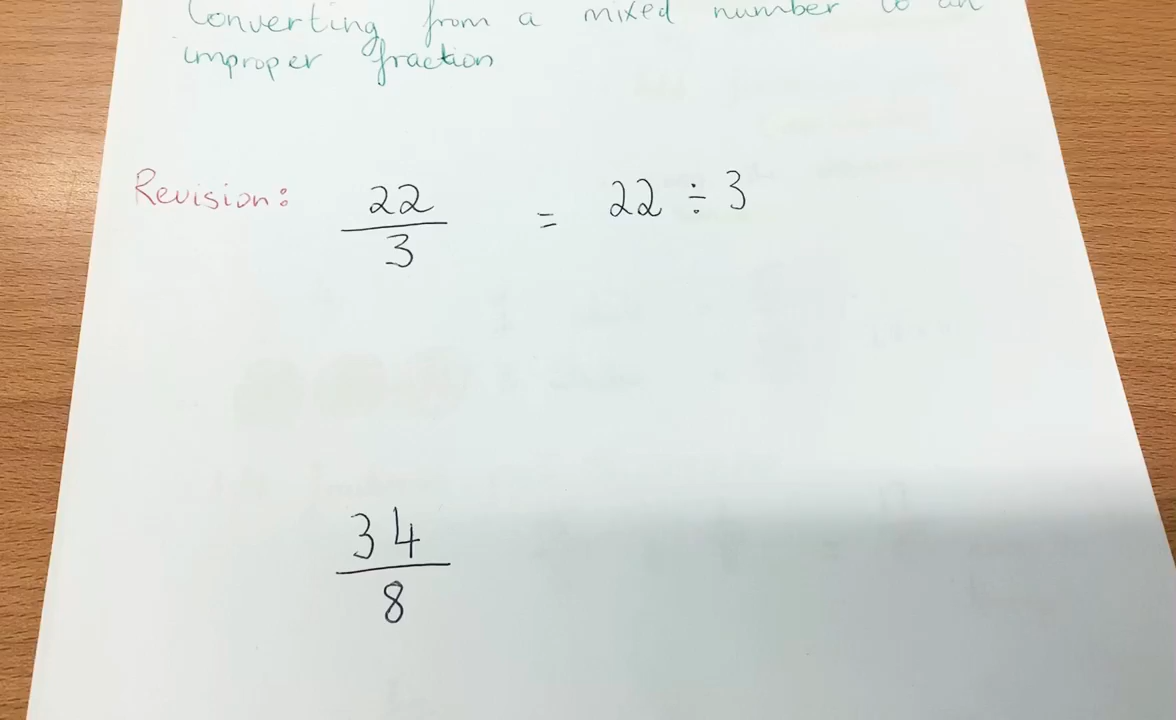 Converting from a mixed number to an
improper fraction
Revision: 22/3 = 22 ÷ 3
34/8